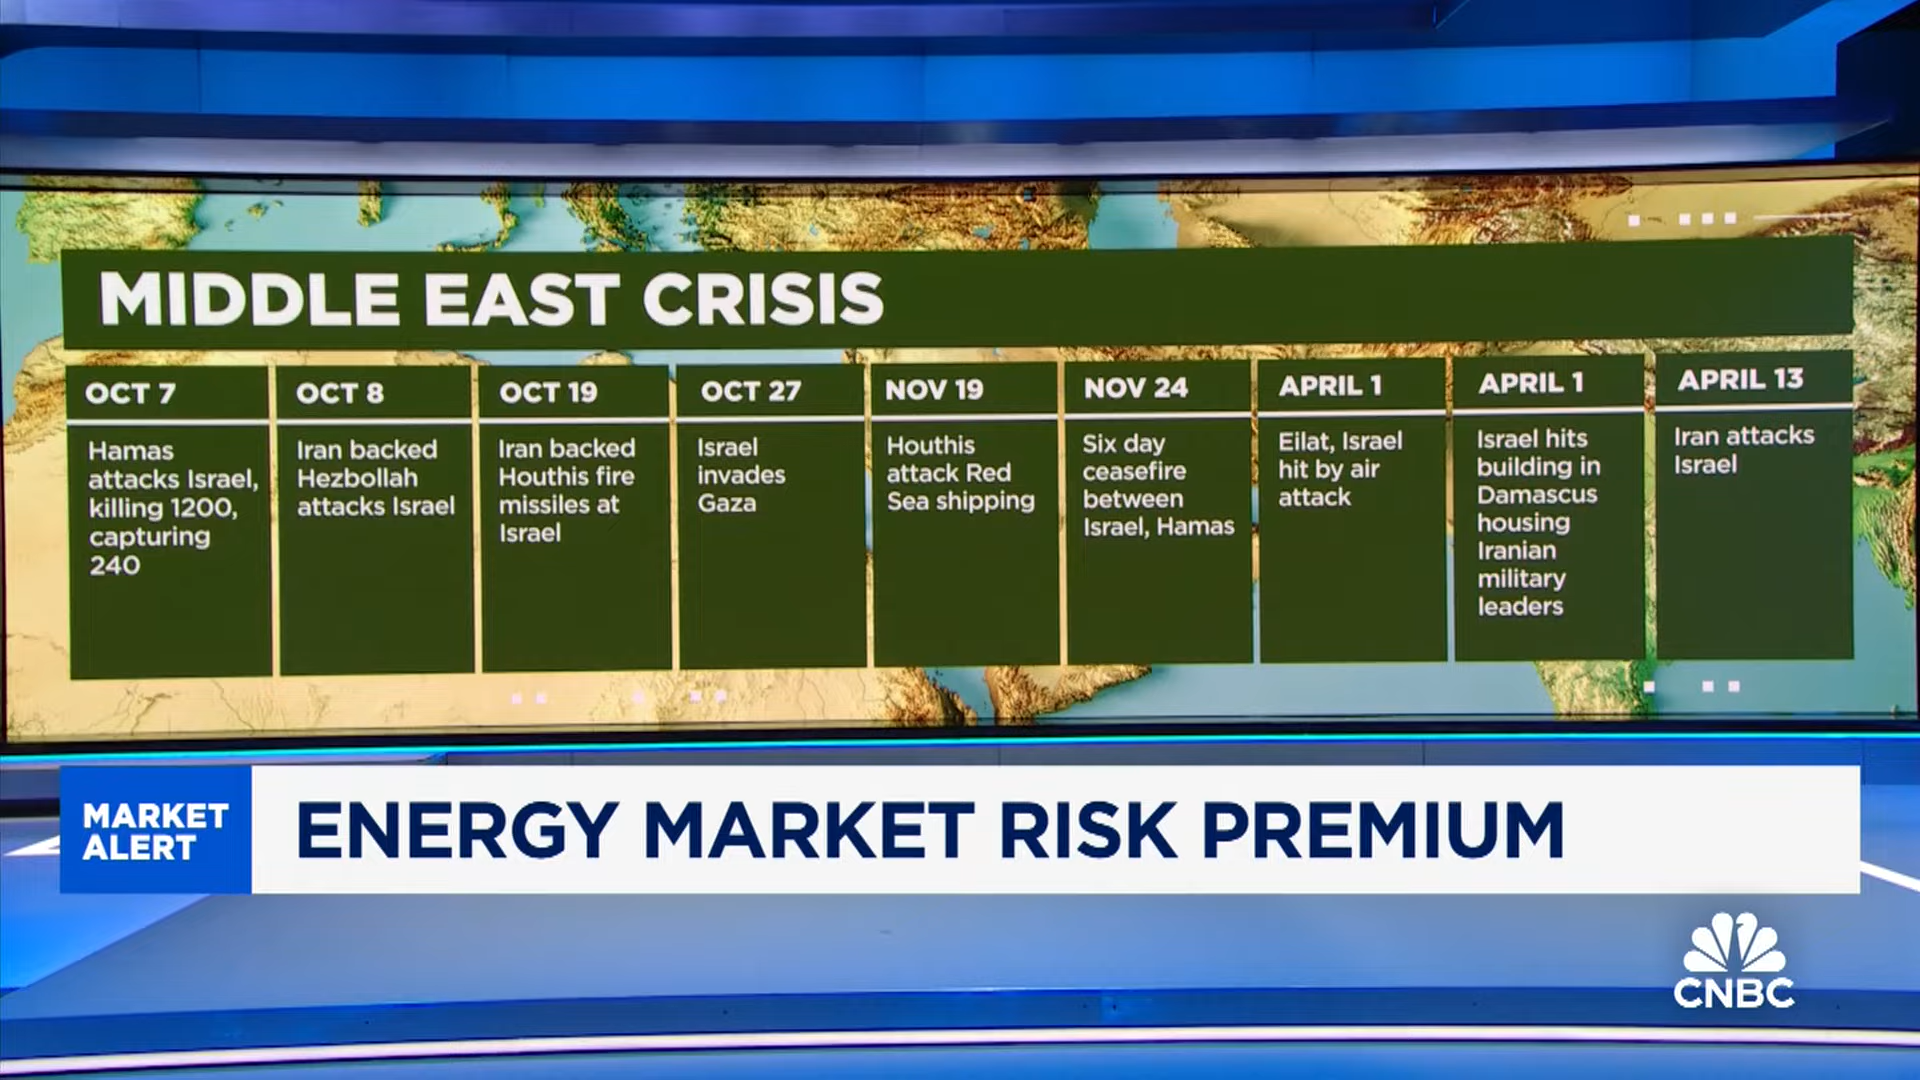 MIDDLE EAST CRISIS
OCT 7
Hamas
attacks Israel,
killing 1200,
capturing
240
OCT 8
Iran backed
Hezbollah
attacks Israel
OCT 19
Iran backed
Houthis fire
missiles at
Israel
OCT 27
Israel
invades
Gaza
NOV 19
Houthis
attack Red
Sea shipping
NOV 24
Six day
ceasefire
between
Israel, Hamas
APRIL 1
Eilat, Israel
hit by air
attack
APRIL 1
Israel hits
building in
Damascus
housing
Iranian
military
leaders
APRIL 13
Iran attacks
Israel
MARKET
ALERT
ENERGY MARKET RISK PREMIUM
CNBC